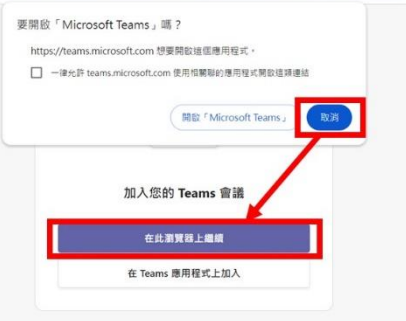 要開啟「Microsoft Teams」嗎？
https://teams.microsoft.com 想要開啟這個應用程式。
一律允許 teams.microsoft.com 使用相關聯的應用程式開啟這類連結
開啟「Microsoft Teams」
取消
加入您的 Teams 會議
在此瀏覽器上繼續
在 Teams 應用程式上加入